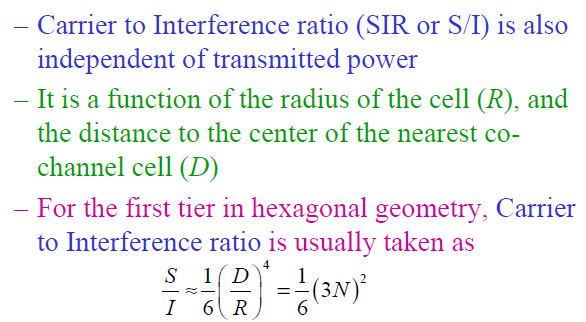 – Carrier to Interference ratio (SIR or S/I) is also
independent of transmitted power
– It is a function of the radius of the cell (R), and
the distance to the center of the nearest co-
channel cell (D)
– For the first tier in hexagonal geometry, Carrier
to Interference ratio is usually taken as
S/I ≈ 1/6 (D/R)^4 = 1/6 (3N)^2